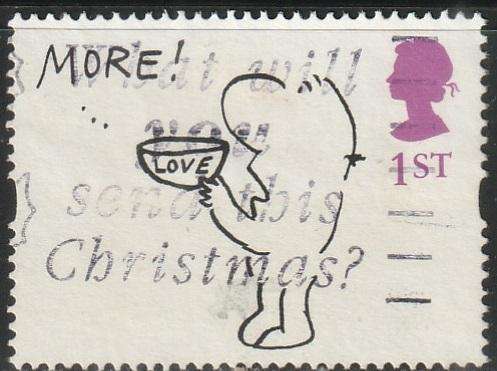 MORE!
...
LOVE
1ST
What will
you
send this
Christmas?